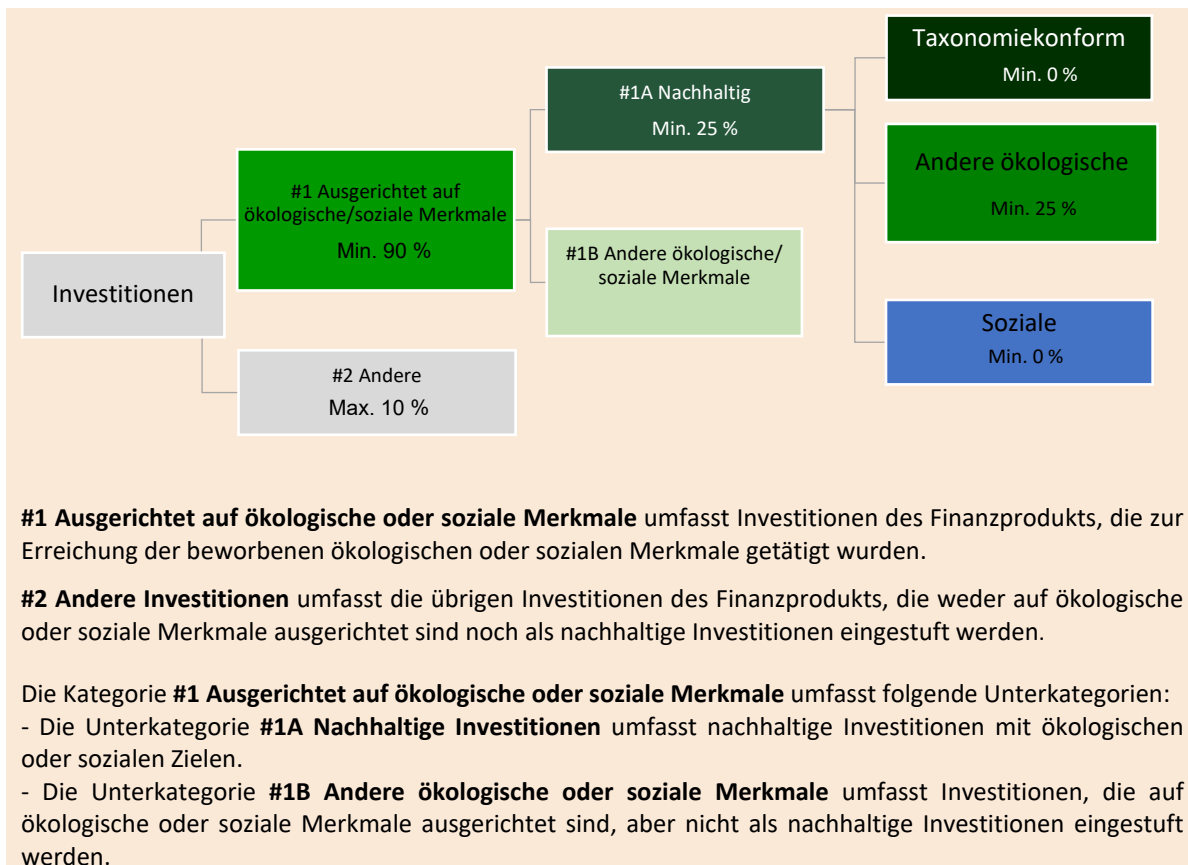 Taxonomiekonform
Min. 0 %
#1A Nachhaltig
Min. 25 %
Andere ökologische
Min. 25 %
#1 Ausgerichtet auf
ökologische/soziale Merkmale
Min. 90 %
#1B Andere ökologische/
soziale Merkmale
Investitionen
Soziale
Min. 0 %
#2 Andere
Max. 10 %
#1 Ausgerichtet auf ökologische oder soziale Merkmale umfasst Investitionen des Finanzprodukts, die zur
Erreichung der beworbenen ökologischen oder sozialen Merkmale getätigt wurden.
#2 Andere Investitionen umfasst die übrigen Investitionen des Finanzprodukts, die weder auf ökologische
oder soziale Merkmale ausgerichtet sind noch als nachhaltige Investitionen eingestuft werden.
Die Kategorie #1 Ausgerichtet auf ökologische oder soziale Merkmale umfasst folgende Unterkategorien:
- Die Unterkategorie #1A Nachhaltige Investitionen umfasst nachhaltige Investitionen mit ökologischen
oder sozialen Zielen.
- Die Unterkategorie #1B Andere ökologische oder soziale Merkmale umfasst Investitionen, die auf
ökologische oder soziale Merkmale ausgerichtet sind, aber nicht als nachhaltige Investitionen eingestuft
werden.